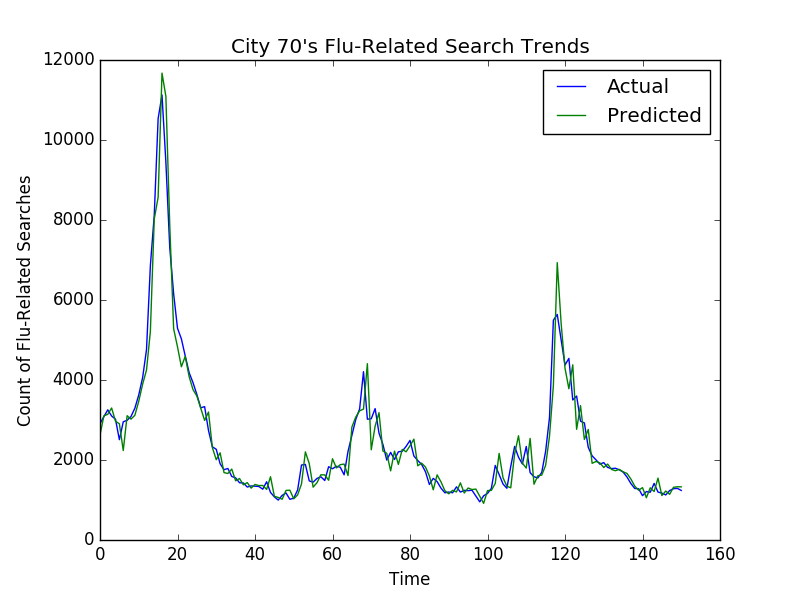 City 70's Flu-Related Search Trends
Actual
Predicted
12000
10000
8000
6000
4000
2000
0
Count of Flu-Related Searches
0 20 40 60 80 100 120 140 160
Time